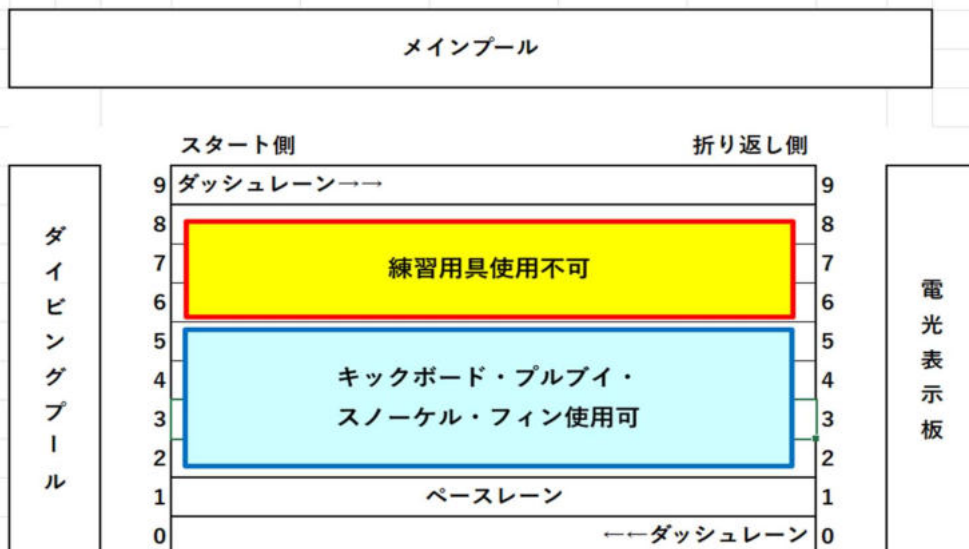 メインプール
スタート側
折り返し側
9 ダッシュレーン→→ 9
8 8
7 練習用具使用不可 7
6 6
5 5
4 キックボード・プルブイ・ 4
3 スノーケル・フィン使用可 3
2 2
1 ペースレーン 1
0 ←←ダッシュレーン 0
ダイビングプール
電光表示板